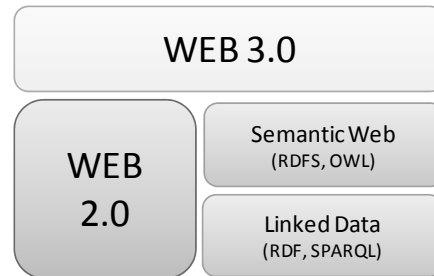 WEB 3.0
WEB
2.0
Semantic Web
(RDFS, OWL)
Linked Data
(RDF, SPARQL)